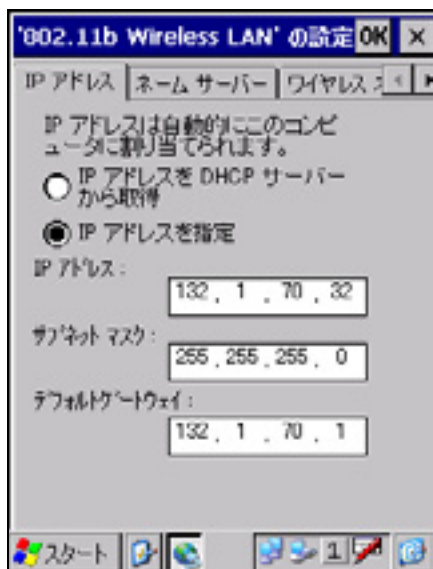 '802.11b Wireless LAN' の設定 OK ×
IP アドレス ネーム サーバー ワイヤレス
IP アドレスは自動的にこのコンピ
ュータに割り当てられます。
IP アドレスを DHCP サーバー
から取得
IP アドレスを指定
IP アドレス :
132 . 1 . 70 . 32
サブネット マスク :
255 . 255 . 255 . 0
デフォルトゲートウェイ :
132 . 1 . 70 . 1
スタート 1